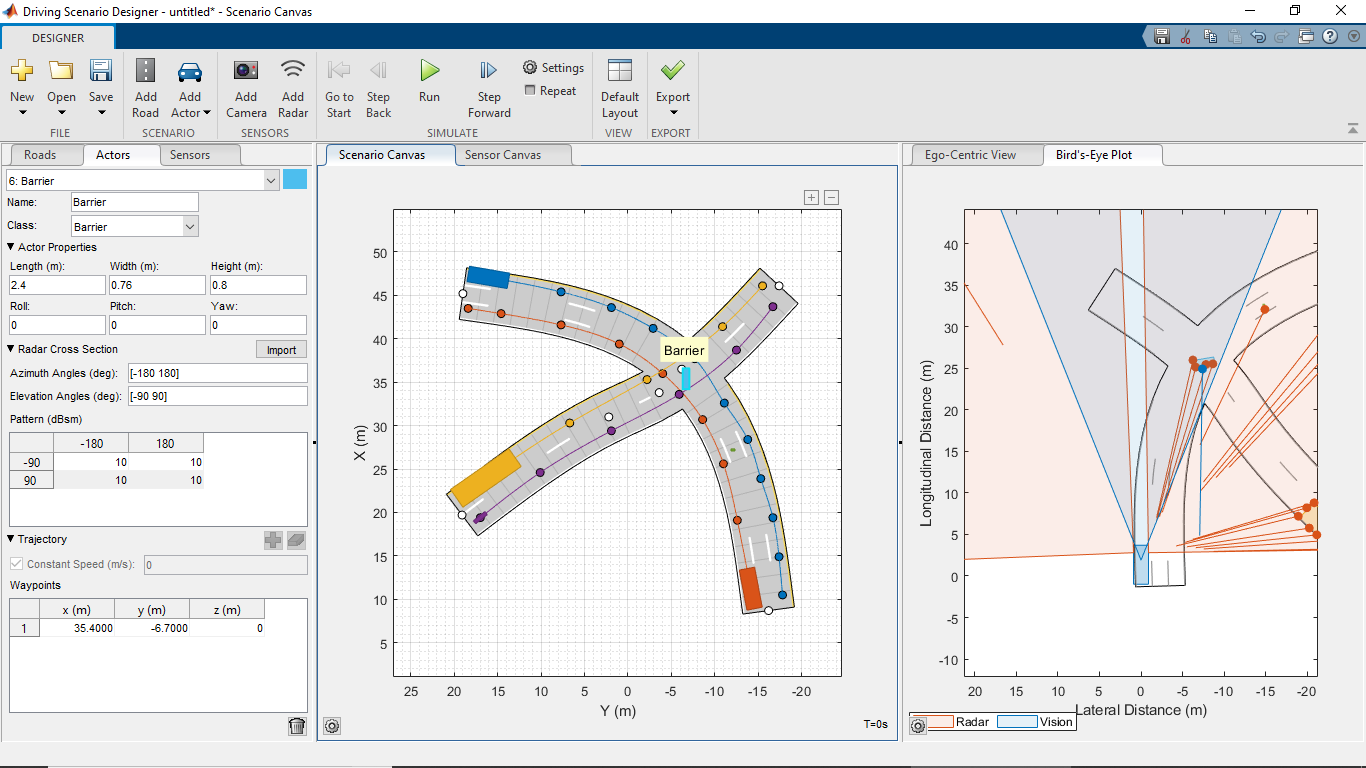 Driving Scenario Designer - untitled* - Scenario Canvas
DESIGNER
New
Open
Save
Add Road
Add Actor
Add Camera
Add Radar
Go to Start
Step Back
Run
Step Forward
Settings
Repeat
Default Layout
Export
FILE
SCENARIO
SENSORS
SIMULATE
VIEW
EXPORT
Roads
Actors
Sensors
6: Barrier
Name: Barrier
Class: Barrier
Actor Properties
Length (m): Width (m): Height (m):
2.4 0.76 0.8
Roll: Pitch: Yaw:
0 0 0
Radar Cross Section Import
Azimuth Angles (deg): [-180 180]
Elevation Angles (deg): [-90 90]
Pattern (dBsm)
-180 180
-90 10 10
90 10 10
Trajectory
Constant Speed (m/s): 0
Waypoints
x (m) y (m) z (m)
1 35.4000 -6.7000 0
Scenario Canvas
Sensor Canvas
50
45
40
35
30
25
20
15
10
5
X (m)
Barrier
25 20 15 10 5 0 -5 -10 -15 -20
Y (m)
T=0s
Ego-Centric View
Bird's-Eye Plot
40
35
30
25
20
15
10
5
0
-5
-10
Longitudinal Distance (m)
20 15 10 5 0 -5 -10 -15 -20
Lateral Distance (m)
Radar Vision